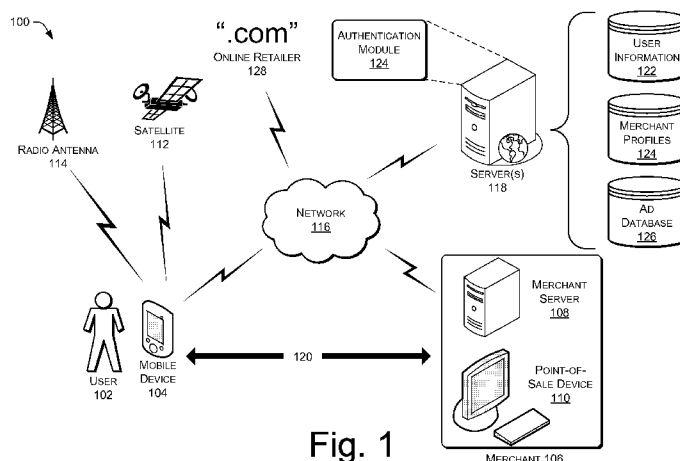 100
“.com”
ONLINE RETAILER
128
AUTHENTICATION
MODULE
124
USER
INFORMATION
122
RADIO ANTENNA
114
SATELLITE
112
SERVER(S)
118
MERCHANT
PROFILES
124
NETWORK
116
AD
DATABASE
126
USER
102
MOBILE
DEVICE
104
120
MERCHANT
SERVER
108
POINT-OF-
SALE DEVICE
110
MERCHANT 106
Fig. 1